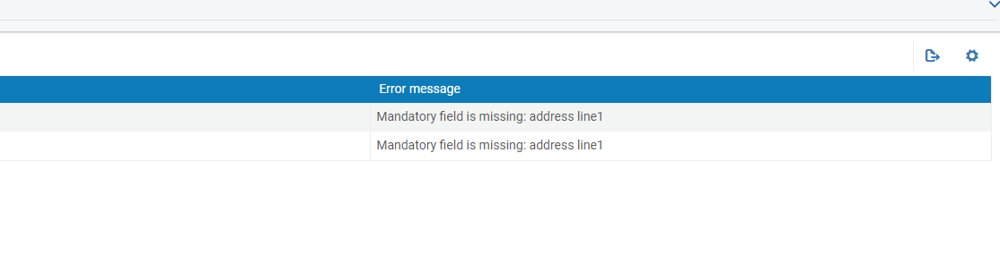 Error message
Mandatory field is missing: address line1
Mandatory field is missing: address line1